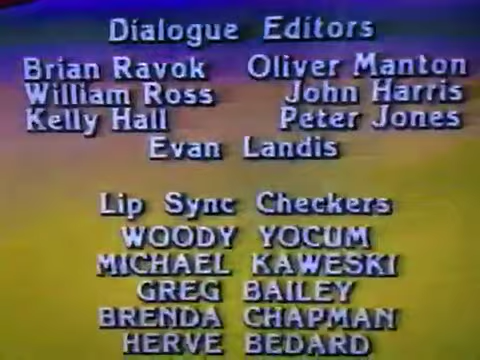 Dialogue Editors
Brian Ravok Oliver Manton
William Ross John Harris
Kelly Hall Peter Jones
Evan Landis
Lip Sync Checkers
WOODY YOCUM
MICHAEL KAWESKI
GREG BAILEY
BRENDA CHAPMAN
HERVE BEDARD